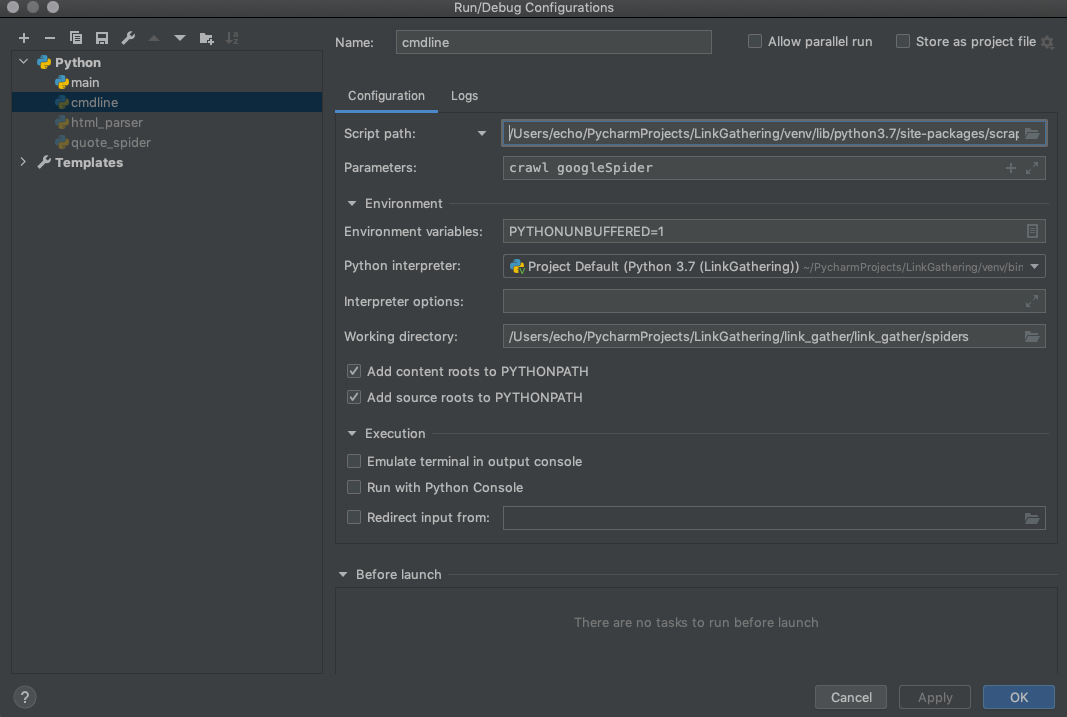 Run/Debug Configurations
Name: cmdline
Allow parallel run
Store as project file
Python
main
cmdline
html_parser
quote_spider
Templates
Configuration
Logs
Script path: /Users/echo/PycharmProjects/LinkGathering/venv/lib/python3.7/site-packages/scrap
Parameters: crawl googleSpider
Environment
Environment variables: PYTHONUNBUFFERED=1
Python interpreter: Project Default (Python 3.7 (LinkGathering)) ~/PycharmProjects/LinkGathering/venv/bin
Interpreter options:
Working directory: /Users/echo/PycharmProjects/LinkGathering/link_gather/link_gather/spiders
Add content roots to PYTHONPATH
Add source roots to PYTHONPATH
Execution
Emulate terminal in output console
Run with Python Console
Redirect input from:
Before launch
There are no tasks to run before launch
?
Cancel
Apply
OK